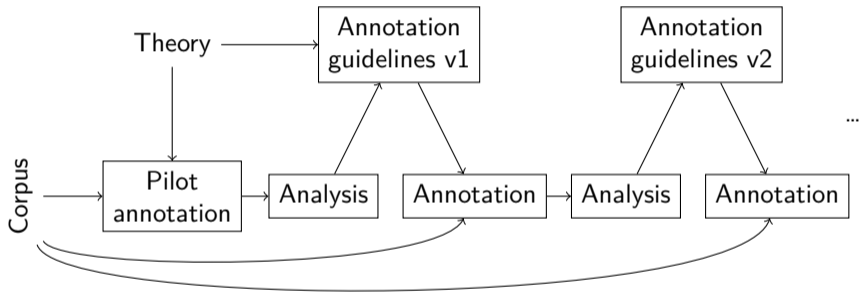 Theory
Annotation
guidelines v1
Annotation
guidelines v2
...
Corpus
Pilot
annotation
Analysis
Annotation
Analysis
Annotation